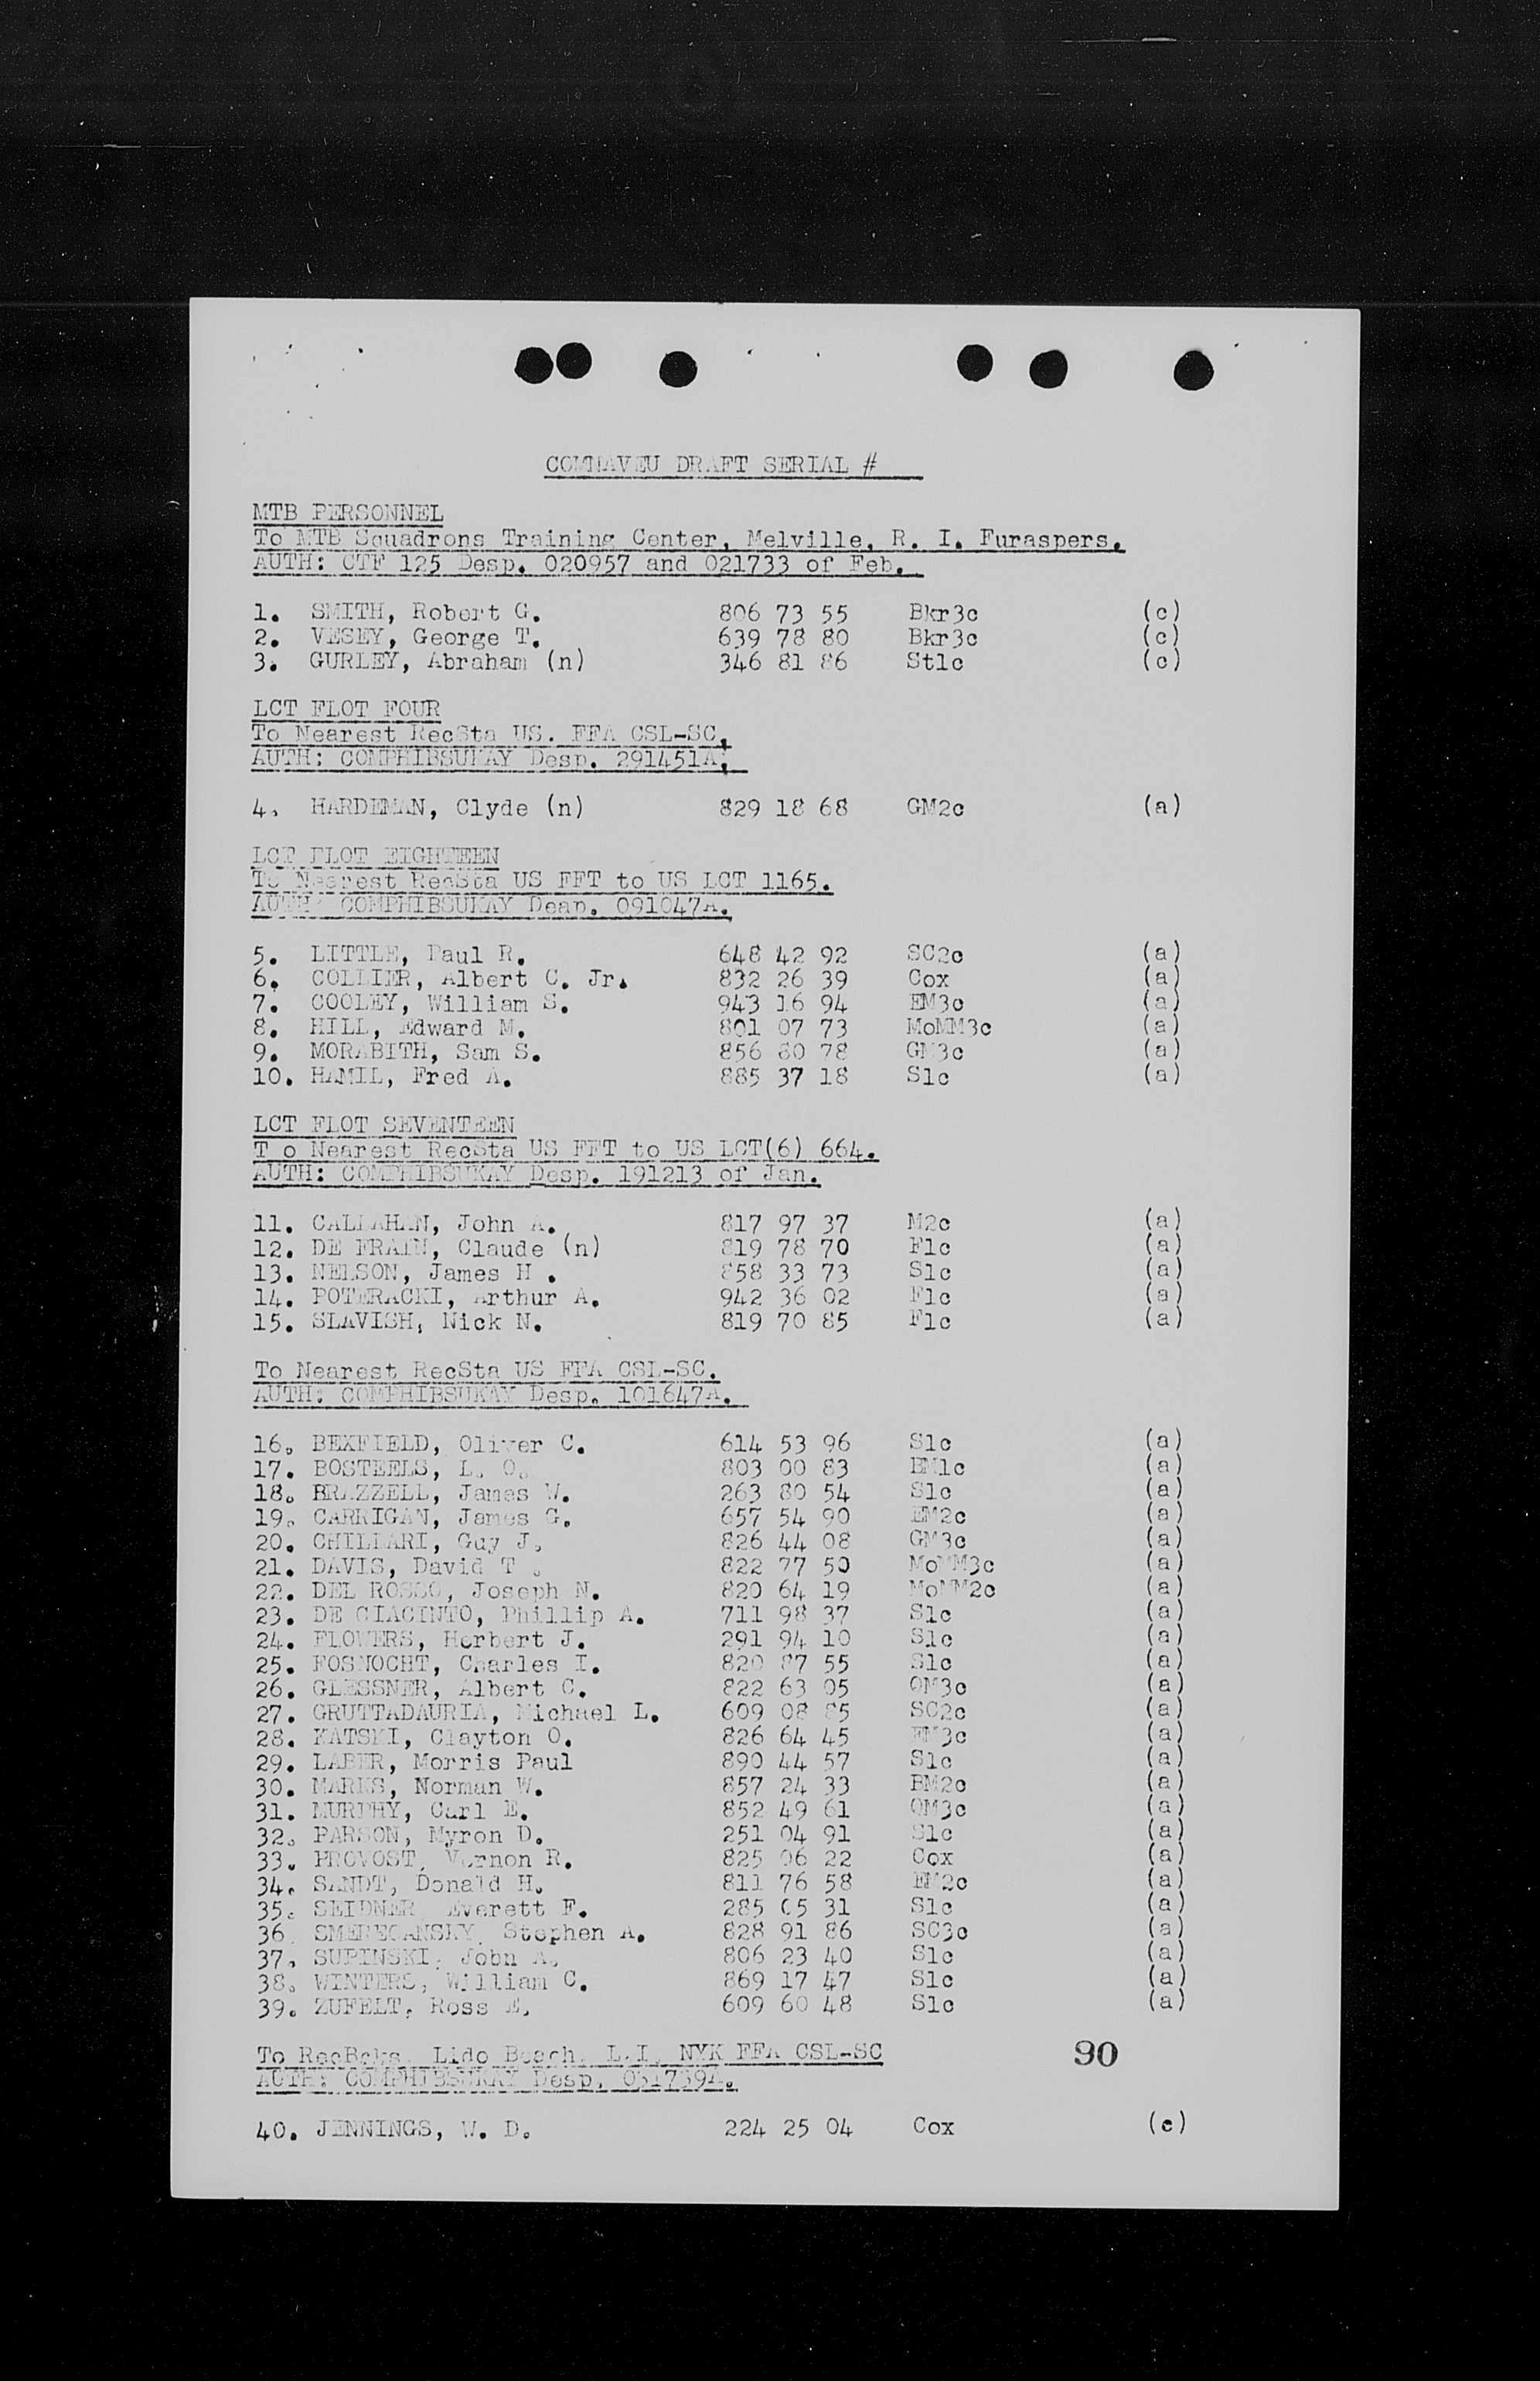 COMNAVEU DRAFT SERIAL #
MTB PERSONNEL
To MTB Squadrons Training Center, Melville, R. I. Furaspers.
AUTH: CTF 125 Desp. 020957 and 021733 of Feb.
1. SMITH, Robert G. 806 73 55 Bkr3c (c)
2. VESEY, George T. 639 78 80 Bkr3c (c)
3. GURLEY, Abraham (n) 346 81 86 St1c (c)
LCT FLOT FOUR
To Nearest RecSta US. FFA CSL-SC.
AUTH: COMPHIBSUKAY Desp. 291451A.
4. HARDEMAN, Clyde (n) 829 18 68 GM2c (a)
LCT FLOT EIGHTEEN
To Nearest RecSta US FFT to US LCT 1165.
AUTH: COMPHIBSUKAY Desp. 091047A.
5. LITTLE, Paul R. 648 42 92 SC2c (a)
6. COLLIER, Albert C. Jr. 832 26 39 Cox (a)
7. COOLEY, William S. 943 16 94 EM3c (a)
8. HILL, Edward M. 801 07 73 MoMM3c (a)
9. MORABITH, Sam S. 856 80 78 GM3c (a)
10. HAMIL, Fred A. 885 37 18 S1c (a)
LCT FLOT SEVENTEEN
T o Nearest RecSta US FFT to US LCT(6) 664.
AUTH: COMPHIBSUKAY Desp. 191213 of Jan.
11. CALLAHAN, John A. 817 97 37 M2c (a)
12. DE FRAIN, Claude (n) 819 78 70 F1c (a)
13. NELSON, James H . 858 33 73 S1c (a)
14. POTERACKI, Arthur A. 942 36 02 F1c (a)
15. SLAVISH, Nick N. 819 70 85 F1c (a)
To Nearest RecSta US FFA CSL-SC.
AUTH: COMPHIBSUKAY Desp. 101647A.
16. BEXFIELD, Oliver C. 614 53 96 S1c (a)
17. BOSTEELS, L. O. 803 00 83 BM1c (a)
18. BRAZZELL, James W. 263 80 54 S1c (a)
19. CARRIGAN, James G. 657 54 90 EM2c (a)
20. CHILLARI, Guy J. 826 44 08 GM3c (a)
21. DAVIS, David T . 822 77 50 MoMM3c (a)
22. DEL ROSSO, Joseph N. 820 64 19 MoMM2c (a)
23. DE GIACINTO, Phillip A. 711 98 37 S1c (a)
24. FLOWERS, Herbert J. 291 94 10 S1c (a)
25. FOSNOCHT, Charles I. 820 87 55 S1c (a)
26. GLESSNER, Albert C. 822 63 05 QM3c (a)
27. GRUTTADAURIA, Michael L. 609 08 85 SC2c (a)
28. KATSKI, Clayton O. 826 64 45 EM3c (a)
29. LABER, Morris Paul 890 44 57 S1c (a)
30. MARKS, Norman W. 857 24 33 BM2c (a)
31. MURPHY, Carl E. 852 49 61 QM3c (a)
32. PARSON, Myron D. 251 04 91 S1c (a)
33. PROVOST, Vernon R. 825 06 22 Cox (a)
34. SANDT, Donald H. 811 76 58 EM2c (a)
35. SEIDNER, Everett F. 285 05 31 S1c (a)
36. SMERECANSKY, Stephen A. 828 91 86 SC3c (a)
37. SUPINSKI, John A. 806 23 40 S1c (a)
38. WINTERS, William C. 869 17 47 S1c (a)
39. ZUFELT, Ross E. 609 60 48 S1c (a)
To RecBcks. Lido Beach, L.I. NYK FFA CSL-SC
90
AUTH: COMPHIBSUKAY Desp. 031739A.
40. JENNINGS, W. D. 224 25 04 Cox (c)